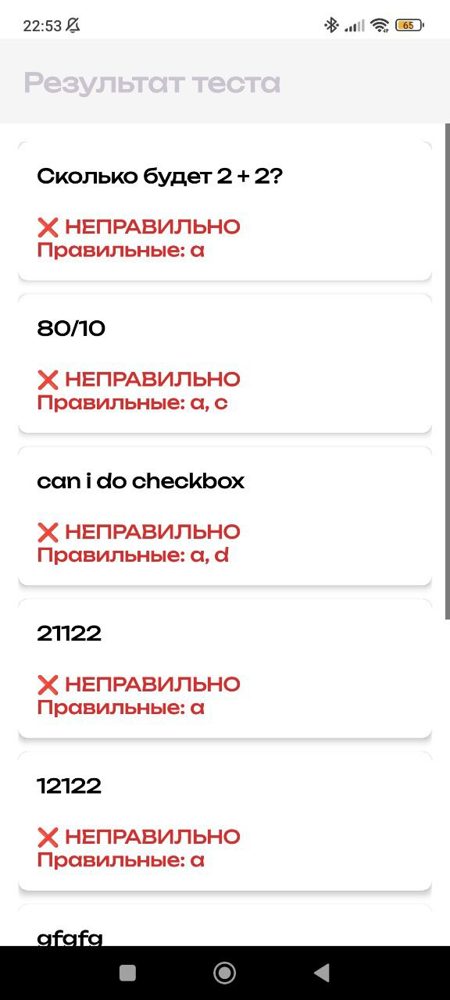 22:53
65
Результат теста
Сколько будет 2 + 2?
❌ НЕПРАВИЛЬНО
Правильные: a
80/10
❌ НЕПРАВИЛЬНО
Правильные: a, c
can i do checkbox
❌ НЕПРАВИЛЬНО
Правильные: a, d
21122
❌ НЕПРАВИЛЬНО
Правильные: a
12122
❌ НЕПРАВИЛЬНО
Правильные: a
gfgfg